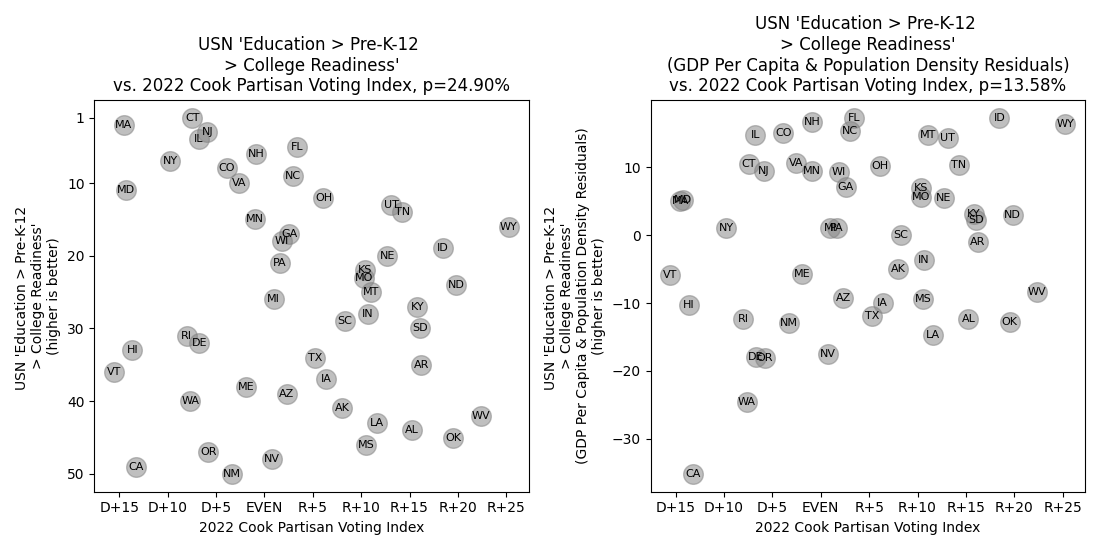 USN 'Education > Pre-K-12
> College Readiness'
vs. 2022 Cook Partisan Voting Index, p=24.90%
USN 'Education > Pre-K-12
> College Readiness'
(higher is better)
1
10
20
30
40
50
MA
CT
NJ
IL
NY
CO
NH
FL
MD
VA
NC
OH
UT
TN
MN
GA
WI
WY
PA
NE
ID
KS
MO
MT
ND
MI
SC
IN
KY
SD
RI
DE
HI
VT
TX
AR
IA
ME
AZ
WA
AK
LA
AL
WV
MS
OK
OR
NV
CA
NM
D+15
D+10
D+5
EVEN
R+5
R+10
R+15
R+20
R+25
2022 Cook Partisan Voting Index
USN 'Education > Pre-K-12
> College Readiness'
(GDP Per Capita & Population Density Residuals)
vs. 2022 Cook Partisan Voting Index, p=13.58%
USN 'Education > Pre-K-12
> College Readiness'
(GDP Per Capita & Population Density Residuals)
(higher is better)
10
0
−10
−20
−30
IL
CO
NH
FL
NC
MT
UT
ID
WY
CT
NJ
VA
MN
WI
GA
OH
TN
KS
MO
NE
MA
MD
NY
MI
PA
SC
KY
SD
ND
AR
VT
ME
AK
IN
HI
RI
NM
AZ
IA
TX
MS
LA
AL
OK
WV
DE
OR
NV
WA
CA
D+15
D+10
D+5
EVEN
R+5
R+10
R+15
R+20
R+25
2022 Cook Partisan Voting Index